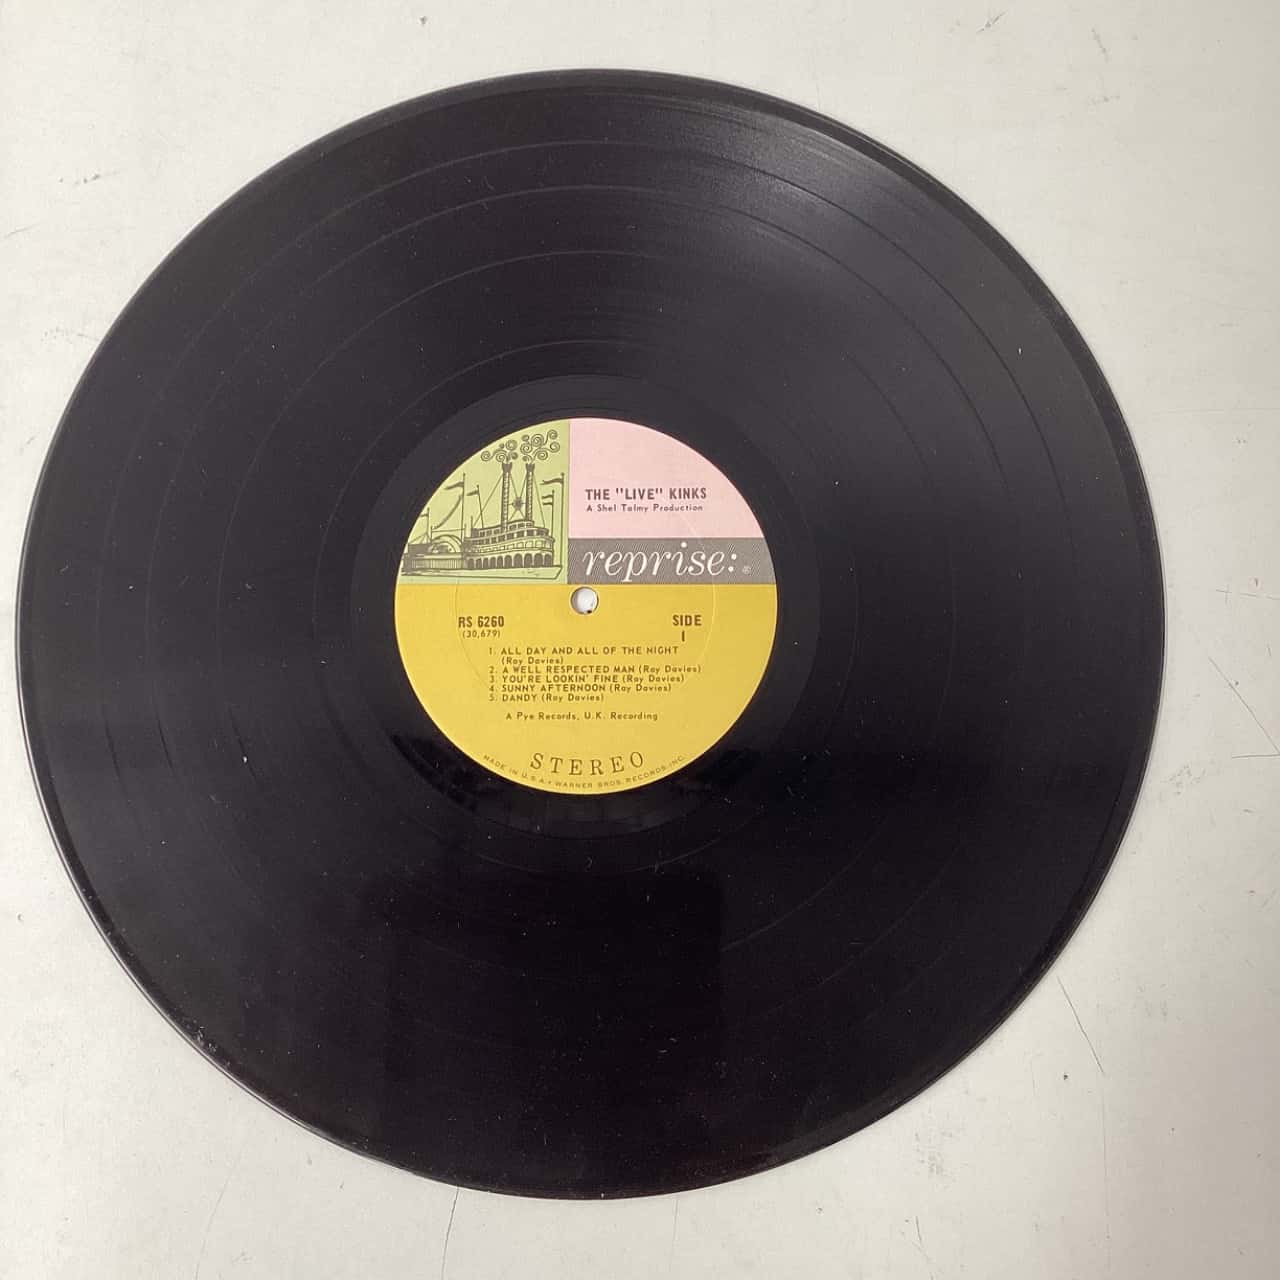 THE "LIVE" KINKS
A Shel Talmy Production
reprise: ®
RS 6260
(30,679)
SIDE
1
1. ALL DAY AND ALL OF THE NIGHT
(Ray Davies)
2. A WELL RESPECTED MAN (Ray Davies)
3. YOU'RE LOOKIN' FINE (Ray Davies)
4. SUNNY AFTERNOON (Ray Davies)
5. DANDY (Ray Davies)
A Pye Records, U.K. Recording
STEREO
MADE IN U.S.A. • WARNER BROS. RECORDS, INC.